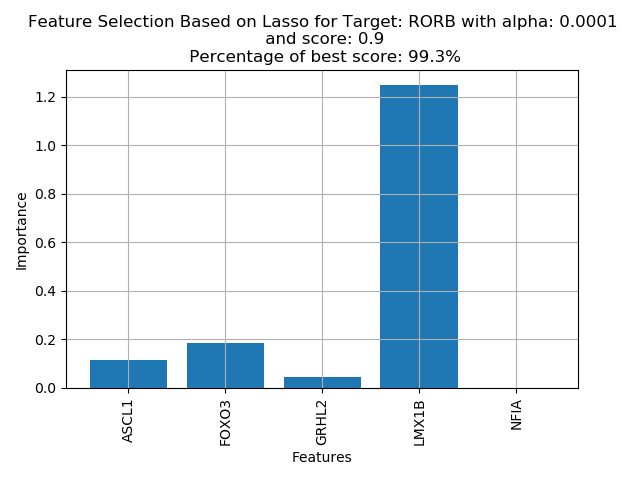 Feature Selection Based on Lasso for Target: RORB with alpha: 0.0001
and score: 0.9
Percentage of best score: 99.3%
1.2
1.0
0.8
0.6
0.4
0.2
0.0
Importance
ASCL1
FOXO3
GRHL2
LMX1B
NFIA
Features